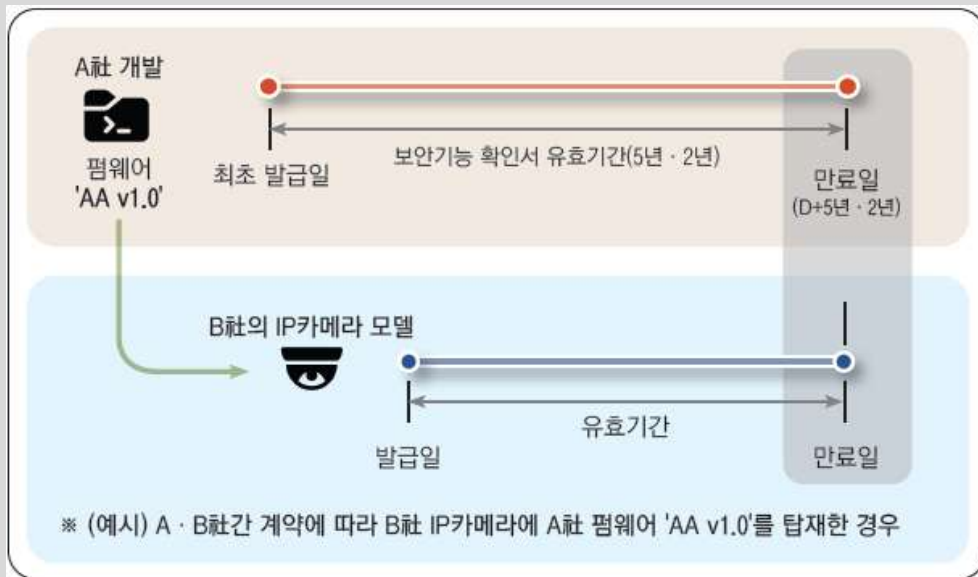 A社 개발
펌웨어
'AA v1.0'
최초 발급일
보안기능 확인서 유효기간(5년 · 2년)
만료일
(D+5년 · 2년)
B社의 IP카메라 모델
발급일
유효기간
만료일
※ (예시) A · B社간 계약에 따라 B社 IP카메라에 A社 펌웨어 'AA v1.0'를 탑재한 경우